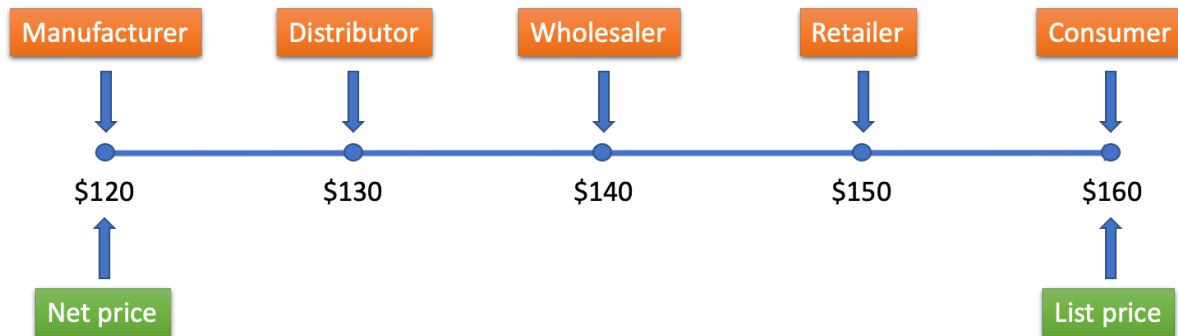 Manufacturer
Distributor
Wholesaler
Retailer
Consumer
$120
$130
$140
$150
$160
Net price
List price